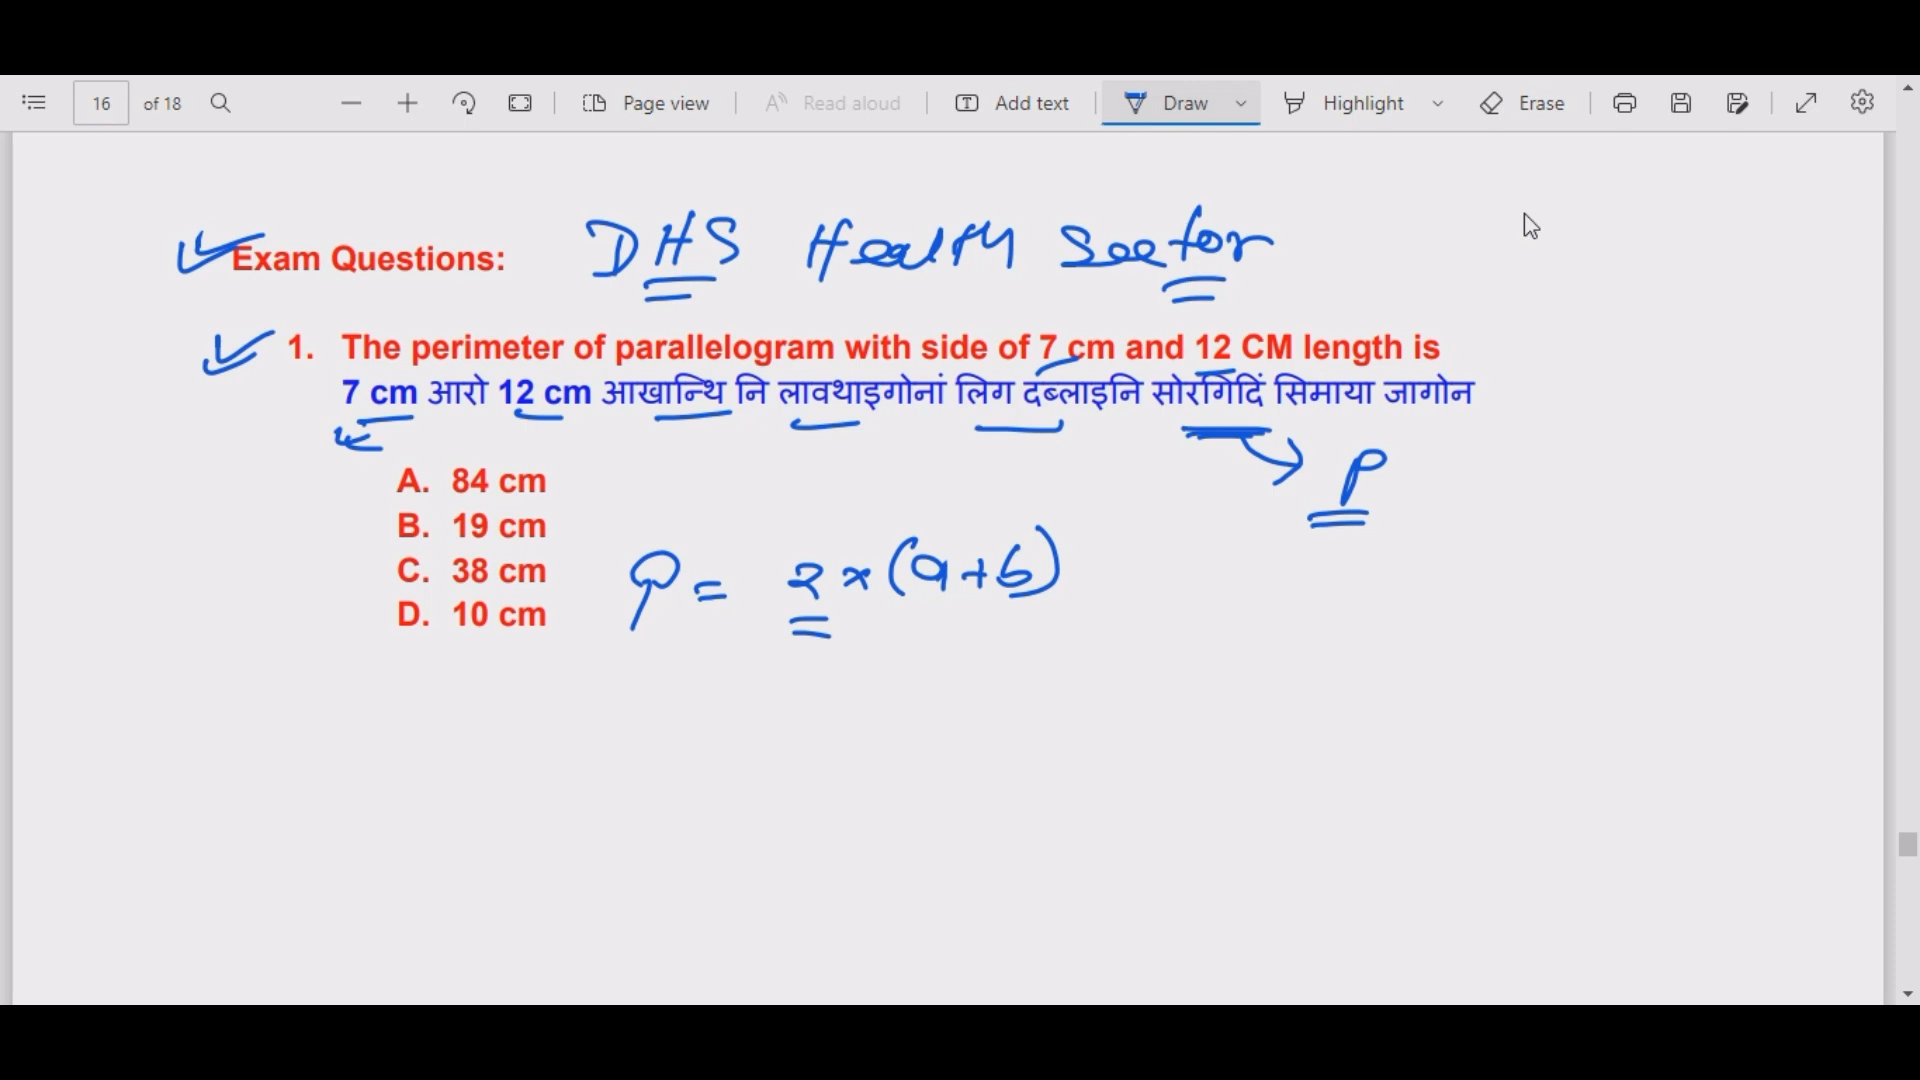 16 of 18 Page view Read aloud Add text Draw Highlight Erase
Exam Questions: DHS Health Sector
1. The perimeter of parallelogram with side of 7 cm and 12 CM length is
7 cm आरो 12 cm आखान्थि नि लावथाइगोनां लिग दब्लाइनि सोरगिदिं सिमाया जागोन
P
A. 84 cm
B. 19 cm
C. 38 cm
D. 10 cm
P = 2 × (a+b)